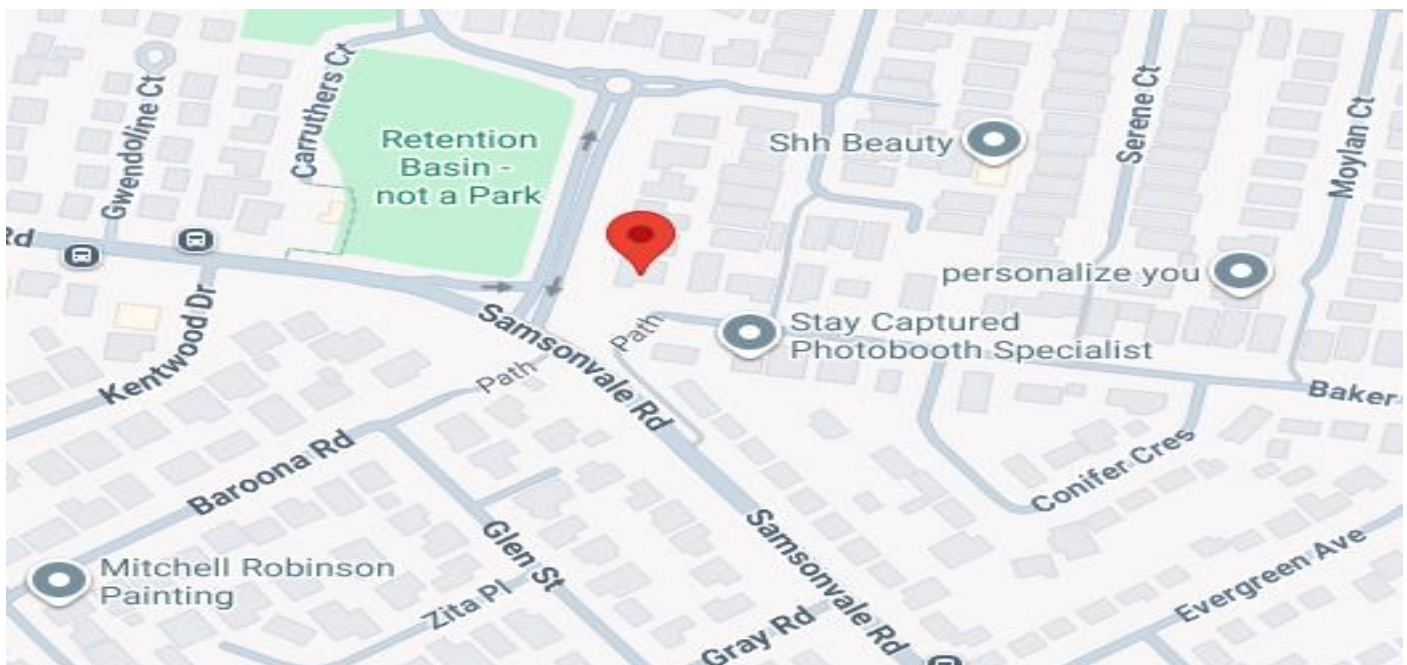 Gwendoline Ct
Carruthers Ct
Retention
Basin -
not a Park
Shh Beauty
Serene Ct
Moylan Ct
Rd
Kentwood Dr
personalize you
Samsonvale Rd
Path
Stay Captured
Photobooth Specialist
Path
Baker
Baroona Rd
Conifer Cres
Glen St
Samsonvale Rd
Evergreen Ave
Mitchell Robinson
Painting
Zita Pl
Gray Rd